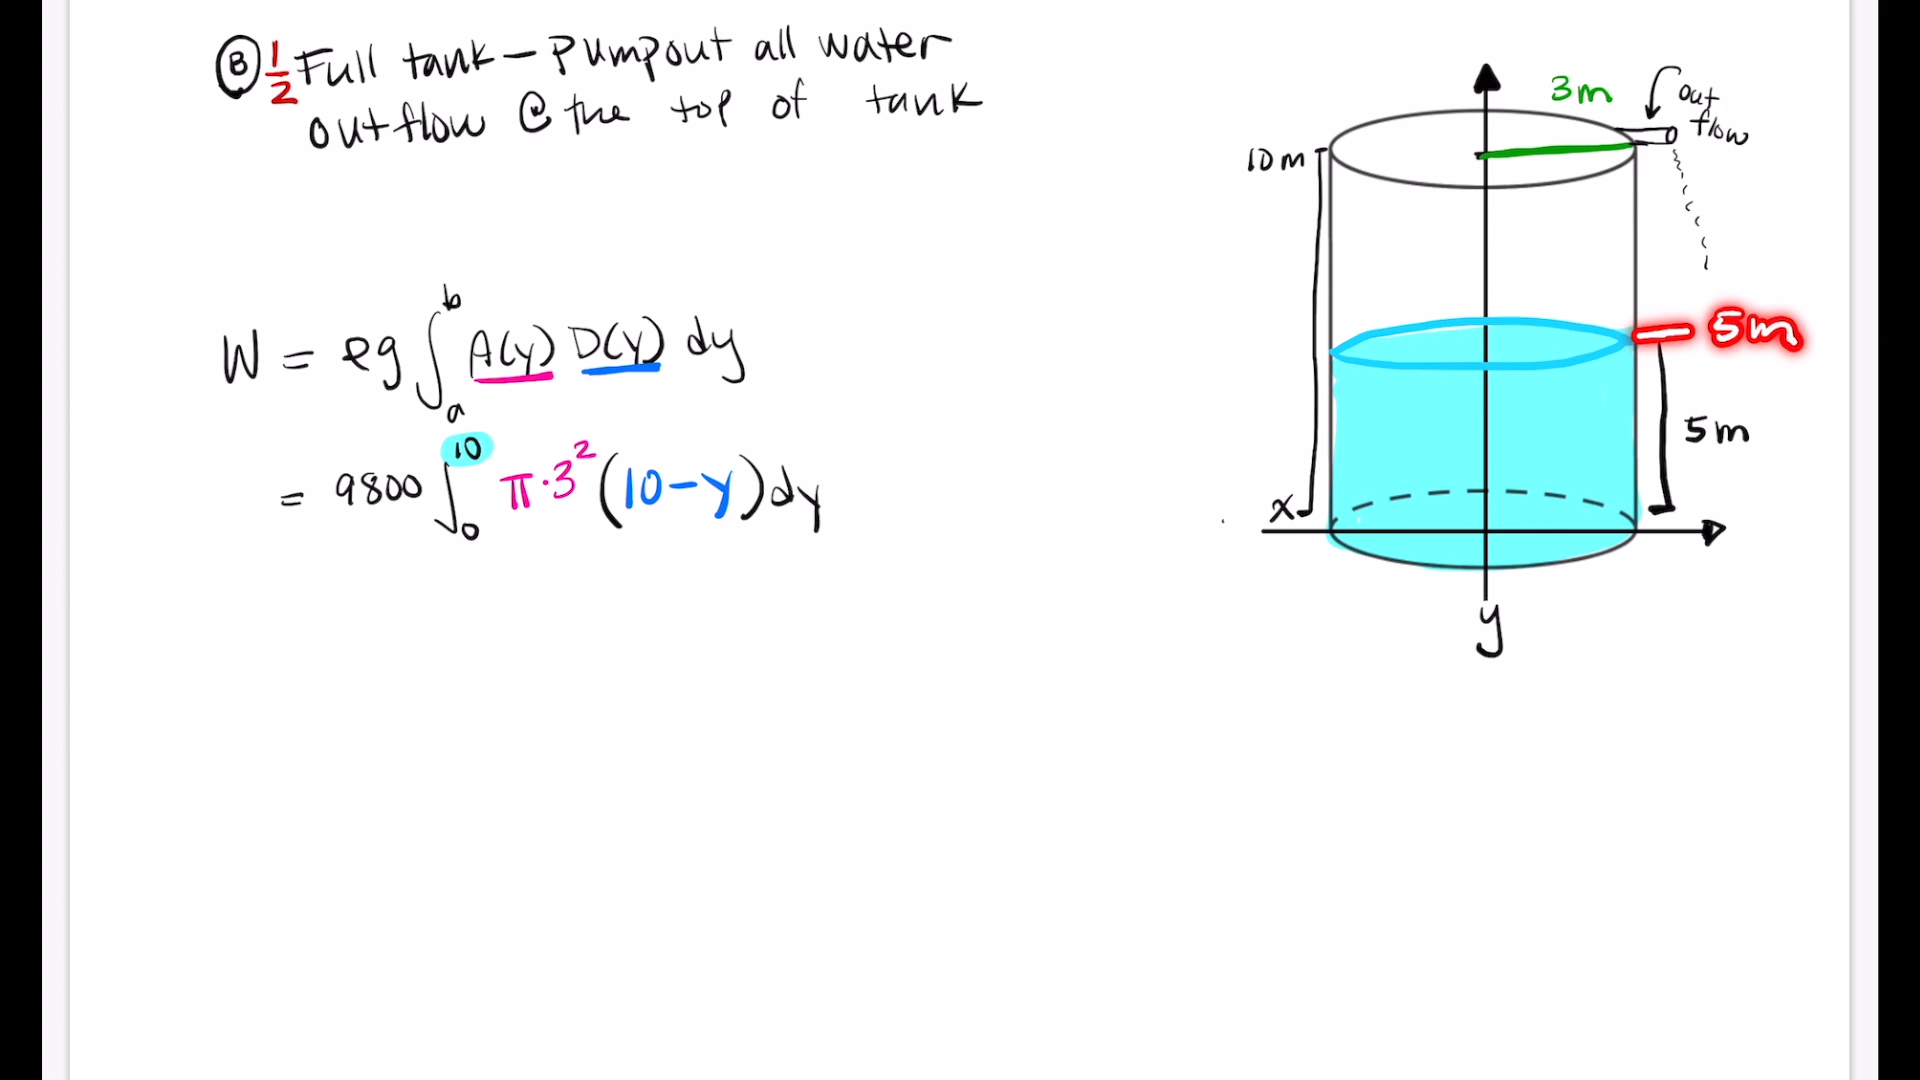 Ⓑ 1/2 Full tank – Pump out all water
outflow @ the top of tank
W = ρg ∫_a^b A(y) D(y) dy
= 9800 ∫_0^10 π·3² (10-y) dy
3m
out
flow
10m
5m
5m
x
y